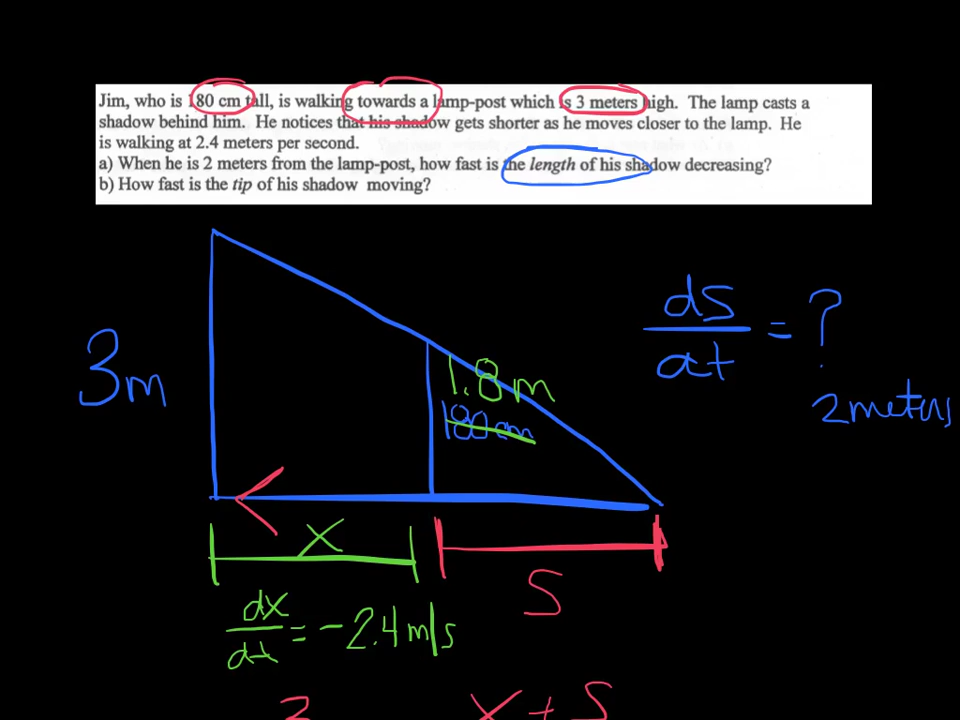 Jim, who is 180 cm tall, is walking towards a lamp-post which is 3 meters high. The lamp casts a
shadow behind him. He notices that his shadow gets shorter as he moves closer to the lamp. He
is walking at 2.4 meters per second.
a) When he is 2 meters from the lamp-post, how fast is the length of his shadow decreasing?
b) How fast is the tip of his shadow moving?
3m
1.8m
180 cm
ds/dt = ?
2 meters
x
S
dx/dt = -2.4 m/s
3
x + S